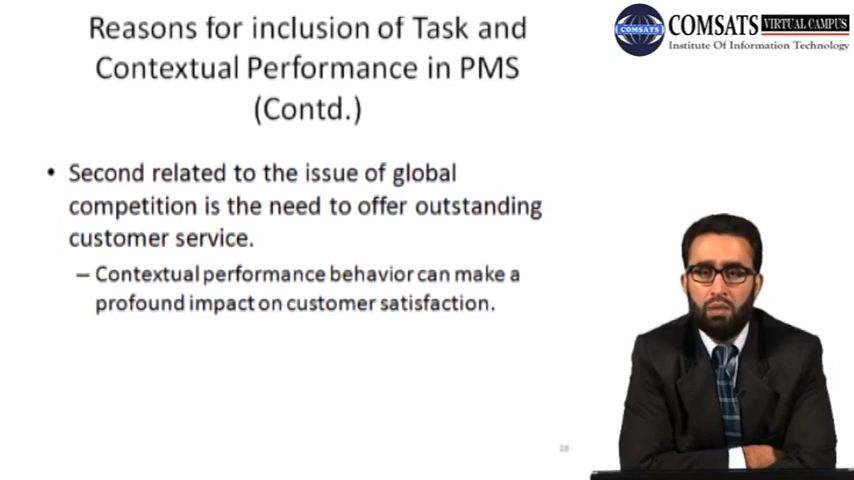 Reasons for inclusion of Task and
Contextual Performance in PMS
(Contd.)
COMSATS
COMSATS VIRTUAL CAMPUS
Institute Of Information Technology
• Second related to the issue of global
competition is the need to offer outstanding
customer service.
– Contextual performance behavior can make a
profound impact on customer satisfaction.
28